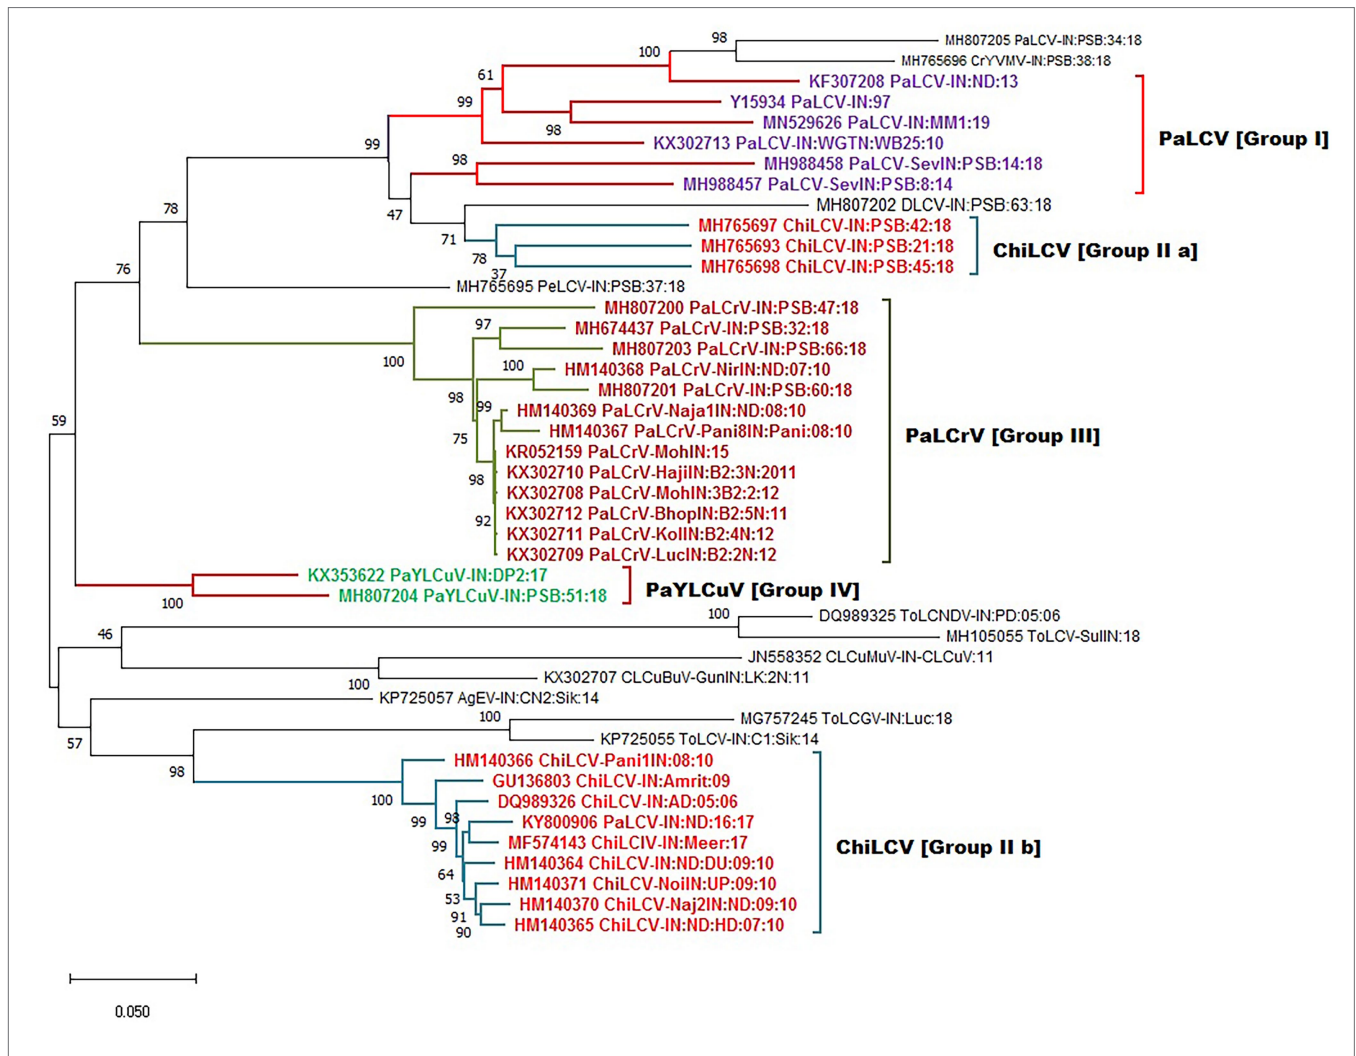 98
MH807205 PaLCV-IN:PSB:34:18
100
MH765696 CrYVMV-IN:PSB:38:18
61
KF307208 PaLCV-IN:ND:13
99
Y15934 PaLCV-IN:97
98
MN529626 PaLCV-IN:MM1:19
PaLCV [Group I]
99
KX302713 PaLCV-IN:WGTN:WB25:10
98
MH988458 PaLCV-SevIN:PSB:14:18
MH988457 PaLCV-SevIN:PSB:8:14
78
47
MH807202 DLCV-IN:PSB:63:18
71
MH765697 ChiLCV-IN:PSB:42:18
78
MH765693 ChiLCV-IN:PSB:21:18
ChiLCV [Group II a]
76
37
MH765698 ChiLCV-IN:PSB:45:18
MH765695 PeLCV-IN:PSB:37:18
MH807200 PaLCrV-IN:PSB:47:18
97
MH674437 PaLCrV-IN:PSB:32:18
100
MH807203 PaLCrV-IN:PSB:66:18
100
HM140368 PaLCrV-NirIN:ND:07:10
98
MH807201 PaLCrV-IN:PSB:60:18
59
99
HM140369 PaLCrV-Naja1IN:ND:08:10
75
HM140367 PaLCrV-Pani8IN:Pani:08:10
PaLCrV [Group III]
KR052159 PaLCrV-MohIN:15
98
KX302710 PaLCrV-HajiIN:B2:3N:2011
KX302708 PaLCrV-MohIN:3B2:2:12
92
KX302712 PaLCrV-BhopIN:B2:5N:11
KX302711 PaLCrV-KolIN:B2:4N:12
KX302709 PaLCrV-LucIN:B2:2N:12
KX353622 PaYLCuV-IN:DP2:17
100
MH807204 PaYLCuV-IN:PSB:51:18
PaYLCuV [Group IV]
100
DQ989325 ToLCNDV-IN:PD:05:06
46
MH105055 ToLCV-SulIN:18
JN558352 CLCuMuV-IN-CLCuV:11
100
KX302707 CLCuBuV-GunIN:LK:2N:11
KP725057 AgEV-IN:CN2:Sik:14
57
100
MG757245 ToLCGV-IN:Luc:18
KP725055 ToLCV-IN:C1:Sik:14
98
HM140366 ChiLCV-Pani1IN:08:10
100
GU136803 ChiLCV-IN:Amrit:09
99
98
DQ989326 ChiLCV-IN:AD:05:06
KY800906 PaLCV-IN:ND:16:17
99
MF574143 ChiLCIV-IN:Meer:17
ChiLCV [Group II b]
64
HM140364 ChiLCV-IN:ND:DU:09:10
53
HM140371 ChiLCV-NoiIN:UP:09:10
91
HM140370 ChiLCV-Naj2IN:ND:09:10
90
HM140365 ChiLCV-IN:ND:HD:07:10
0.050